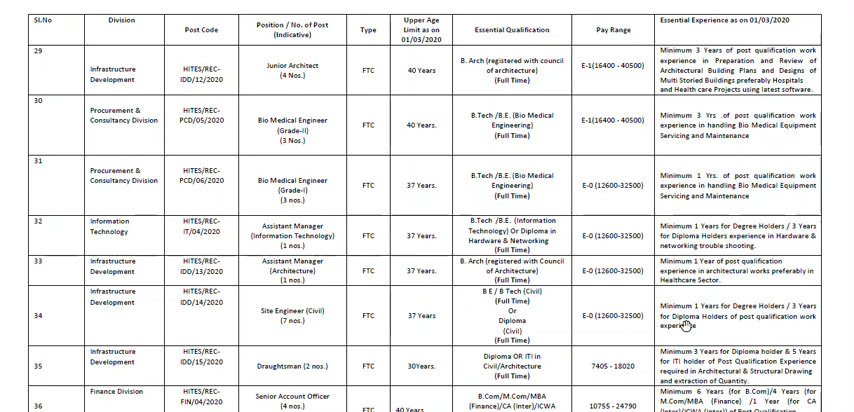 Sl.No
Division
Post Code
Position / No. of Post
(Indicative)
Type
Upper Age
Limit as on
01/03/2020
Essential Qualification
Pay Range
Essential Experience as on 01/03/2020
29
Infrastructure
Development
HITES/REC-
IDD/12/2020
Junior Architect
(4 Nos.)
FTC
40 Years
B. Arch (registered with council
of architecture)
(Full Time)
E-1(16400 - 40500)
Minimum 3 Years of post qualification work
experience in Preparation and Review of
Architectural Building Plans and Designs of
Multi Storied Buildings preferably Hospitals
and Health care Projects using latest software.
30
Procurement &
Consultancy Division
HITES/REC-
PCD/05/2020
Bio Medical Engineer
(Grade-II)
(3 Nos.)
FTC
40 Years.
B.Tech /B.E. (Bio Medical
Engineering)
(Full Time)
E-1(16400 - 40500)
Minimum 3 Yrs .of post qualification work
experience in handling Bio Medical Equipment
Servicing and Maintenance
31
Procurement &
Consultancy Division
HITES/REC-
PCD/06/2020
Bio Medical Engineer
(Grade-I)
(3 nos.)
FTC
37 Years.
B.Tech /B.E. (Bio Medical
Engineering)
(Full Time)
E-0 (12600-32500)
Minimum 1 Yrs. of post qualification work
experience in handling Bio Medical Equipment
Servicing and Maintenance
32
Information
Technology
HITES/REC-
IT/04/2020
Assistant Manager
(Information Technology)
(1 nos.)
FTC
37 Years.
B.Tech /B.E. (Information
Technology) Or Diploma in
Hardware & Networking
(Full Time)
E-0 (12600-32500)
Minimum 1 Years for Degree Holders / 3 Years
for Diploma Holders experience in Hardware &
networking trouble shooting.
33
Infrastructure
Development
HITES/REC-
IDD/13/2020
Assistant Manager
(Architecture)
(1 nos.)
FTC
37 Years.
B. Arch (registered with Council
of Architecture)
(Full Time)
E-0 (12600-32500)
Minimum 1 Year of post qualification
experience in architectural works preferably in
Healthcare Sector.
34
Infrastructure
Development
HITES/REC-
IDD/14/2020
Site Engineer (Civil)
(7 nos.)
FTC
37 Years
B E / B Tech (Civil)
(Full Time)
Or
Diploma
(Civil)
(Full Time)
E-0 (12600-32500)
Minimum 1 Years for Degree Holders / 3 Years
for Diploma Holders of post qualification work
experience
35
Infrastructure
Development
HITES/REC-
IDD/15/2020
Draughtsman (2 nos.)
FTC
30Years.
Diploma OR ITI in
Civil/Architecture
(Full Time)
7405 - 18020
Minimum 3 Years for Diploma holder & 5 Years
for ITI holder of Post Qualification Experience
required in Architectural & Structural Drawing
and extraction of Quantity.
36
Finance Division
HITES/REC-
FIN/04/2020
Senior Account Officer
(4 nos.)
FTC
40 Years
B.Com/M.Com/MBA
(Finance)/CA (Inter)/ICWA
10755 - 24790
Minimum 6 Years (for B.Com)/4 Years (for
M.Com/MBA (Finance) /1 Year (for CA
(Inter)/ICWA (Inter)) of Post Qualification